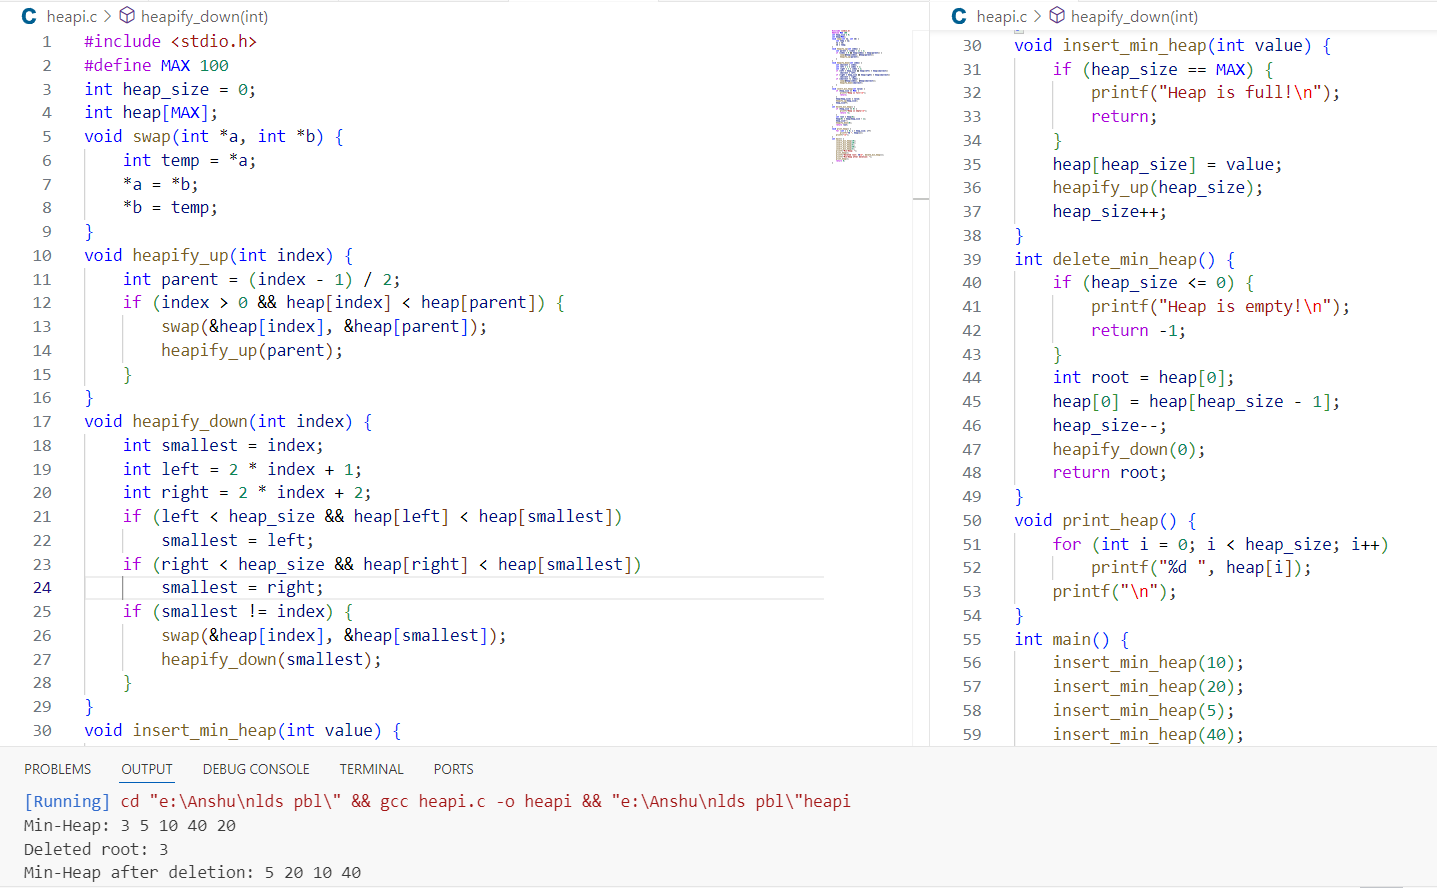 heapi.c > heapify_down(int)
1 #include <stdio.h>
2 #define MAX 100
3 int heap_size = 0;
4 int heap[MAX];
5 void swap(int *a, int *b) {
6     int temp = *a;
7     *a = *b;
8     *b = temp;
9 }
10 void heapify_up(int index) {
11     int parent = (index - 1) / 2;
12     if (index > 0 && heap[index] < heap[parent]) {
13         swap(&heap[index], &heap[parent]);
14         heapify_up(parent);
15     }
16 }
17 void heapify_down(int index) {
18     int smallest = index;
19     int left = 2 * index + 1;
20     int right = 2 * index + 2;
21     if (left < heap_size && heap[left] < heap[smallest])
22         smallest = left;
23     if (right < heap_size && heap[right] < heap[smallest])
24         smallest = right;
25     if (smallest != index) {
26         swap(&heap[index], &heap[smallest]);
27         heapify_down(smallest);
28     }
29 }
30 void insert_min_heap(int value) {
heapi.c > heapify_down(int)
30 void insert_min_heap(int value) {
31     if (heap_size == MAX) {
32         printf("Heap is full!\n");
33         return;
34     }
35     heap[heap_size] = value;
36     heapify_up(heap_size);
37     heap_size++;
38 }
39 int delete_min_heap() {
40     if (heap_size <= 0) {
41         printf("Heap is empty!\n");
42         return -1;
43     }
44     int root = heap[0];
45     heap[0] = heap[heap_size - 1];
46     heap_size--;
47     heapify_down(0);
48     return root;
49 }
50 void print_heap() {
51     for (int i = 0; i < heap_size; i++)
52         printf("%d ", heap[i]);
53     printf("\n");
54 }
55 int main() {
56     insert_min_heap(10);
57     insert_min_heap(20);
58     insert_min_heap(5);
59     insert_min_heap(40);
PROBLEMS OUTPUT DEBUG CONSOLE TERMINAL PORTS
[Running] cd "e:\Anshu\nlds pbl\" && gcc heapi.c -o heapi && "e:\Anshu\nlds pbl\"heapi
Min-Heap: 3 5 10 40 20
Deleted root: 3
Min-Heap after deletion: 5 20 10 40